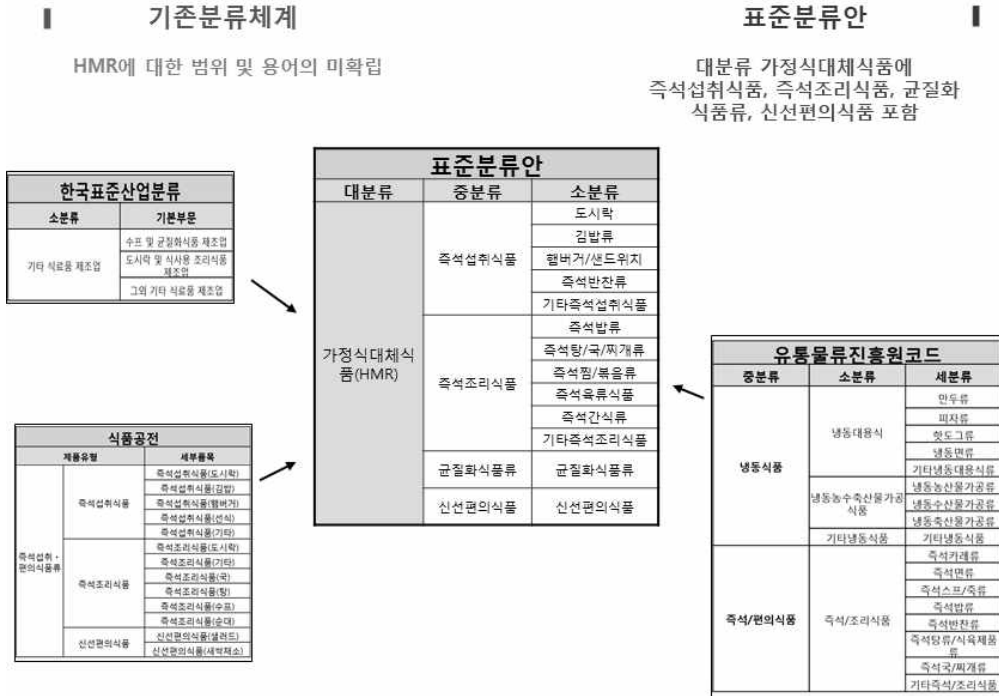 기존분류체계
HMR에 대한 범위 및 용어의 미확립
표준분류안
대분류 가정식대체식품에
즉석섭취식품, 즉석조리식품, 균질화
식품류, 신선편의식품 포함
한국표준산업분류
소분류 기본부문
기타 식료품 제조업
수프 및 균질화식품 제조업
도시락 및 식사용 조리식품
제조업
그외 기타 식료품 제조업
식품공전
제품유형 세부품목
즉석섭취・
편의식품류
즉석섭취식품
즉석섭취식품(도시락)
즉석섭취식품(김밥)
즉석섭취식품(햄버거)
즉석섭취식품(선식)
즉석섭취식품(기타)
즉석조리식품
즉석조리식품(도시락)
즉석조리식품(기타)
즉석조리식품(국)
즉석조리식품(탕)
즉석조리식품(수프)
즉석조리식품(순대)
신선편의식품
신선편의식품(샐러드)
신선편의식품(새싹채소)
표준분류안
대분류 중분류 소분류
가정식대체식
품(HMR)
즉석섭취식품
도시락
김밥류
햄버거/샌드위치
즉석반찬류
기타즉석섭취식품
즉석조리식품
즉석밥류
즉석탕/국/찌개류
즉석찜/볶음류
즉석육류식품
즉석간식류
기타즉석조리식품
균질화식품류 균질화식품류
신선편의식품 신선편의식품
유통물류진흥원코드
중분류 소분류 세분류
냉동식품
냉동대용식
만두류
피자류
핫도그류
냉동면류
기타냉동대용식류
냉동농수축산물가공
식품
냉동농산물가공류
냉동수산물가공류
냉동축산물가공류
기타냉동식품 기타냉동식품
즉석/편의식품
즉석/조리식품
즉석카레류
즉석면류
즉석스프/죽류
즉석밥류
즉석반찬류
즉석탕류/식육제품
류
즉석국/찌개류
기타즉석/조리식품